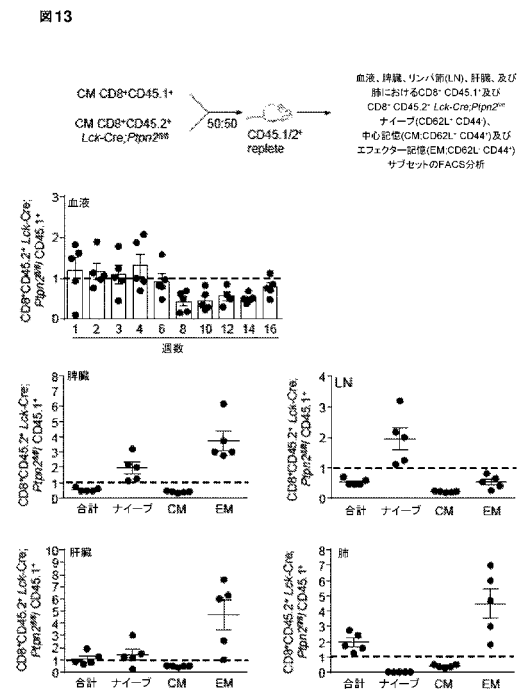 図13
CM CD8⁺CD45.1⁺
CM CD8⁺CD45.2⁺
Lck-Cre;Ptpn2fl/fl
50:50
CD45.1/2⁺
replete
血液、脾臓、リンパ節(LN)、肝臓、及び
肺におけるCD8⁺ CD45.1⁺及び
CD8⁺ CD45.2⁺ Lck-Cre;Ptpn2fl/fl
ナイーブ(CD62L⁺ CD44⁻)、
中心記憶(CM;CD62L⁺ CD44⁺)及び
エフェクター記憶(EM;CD62L⁻ CD44⁺)
サブセットのFACS分析
血液
CD8⁺CD45.2⁺ Lck-Cre;
Ptpn2fl/fl/ CD45.1⁺
3
2
1
0
1 2 3 4 6 8 10 12 14 16
週数
脾臓
CD8⁺CD45.2⁺ Lck-Cre;
Ptpn2fl/fl/ CD45.1⁺
8
7
6
5
4
3
2
1
0
合計 ナイーブ CM EM
LN
CD8⁺CD45.2⁺ Lck-Cre;
Ptpn2fl/fl/ CD45.1⁺
4
3
2
1
0
合計 ナイーブ CM EM
肝臓
CD8⁺CD45.2⁺ Lck-Cre;
Ptpn2fl/fl/ CD45.1⁺
10
9
8
7
6
5
4
3
2
1
0
合計 ナイーブ CM EM
肺
CD8⁺CD45.2⁺ Lck-Cre;
Ptpn2fl/fl/ CD45.1⁺
8
7
6
5
4
3
2
1
0
合計 ナイーブ CM EM